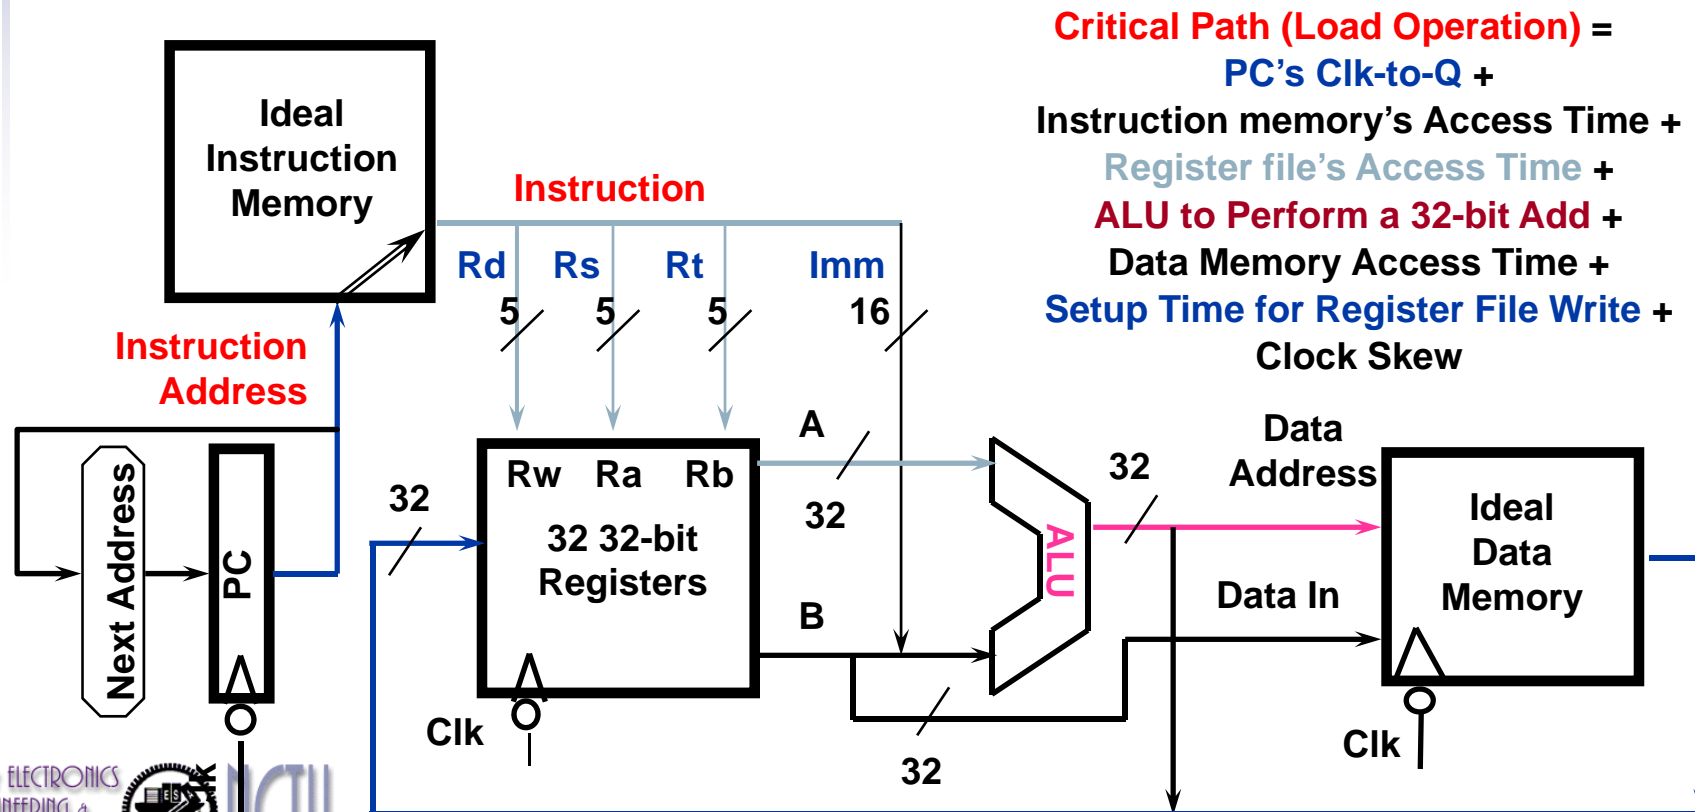 Critical Path (Load Operation) =
PC's Clk-to-Q +
Instruction memory's Access Time +
Register file's Access Time +
ALU to Perform a 32-bit Add +
Data Memory Access Time +
Setup Time for Register File Write +
Clock Skew
Ideal
Instruction
Memory
Instruction
Rd
Rs
Rt
Imm
5
5
5
16
Instruction
Address
Next Address
PC
32
Rw Ra Rb
32 32-bit
Registers
Clk
A
32
B
32
ALU
32
Data
Address
Data In
Ideal
Data
Memory
Clk
ELECTRONICS
ES
NCTU